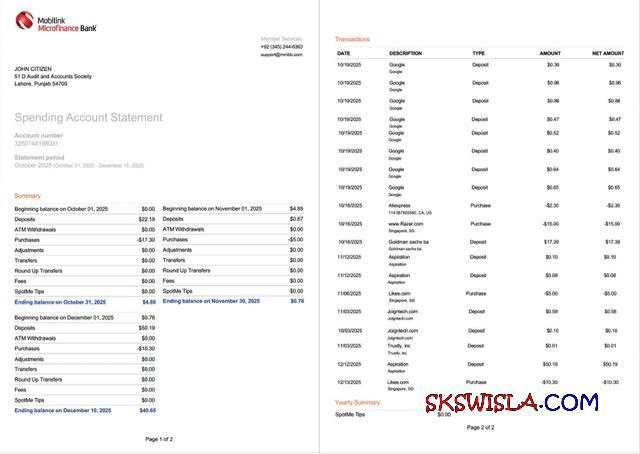 Mobilink
Microfinance Bank
Member Services
+92 (345) 244-6363
support@mmbb.com
JOHN CITIZEN
51 D Audit and Accounts Society
Lahore, Punjab 54700
Spending Account Statement
Account number
3250144198031
Statement period
October 2025 (October 01, 2025 - December 15, 2025)
Summary
Beginning balance on October 01, 2025 $0.00
Deposits $22.19
ATM Withdrawals $0.00
Purchases -$17.30
Adjustments $0.00
Transfers $0.00
Round Up Transfers $0.00
Fees $0.00
SpotMe Tips $0.00
Ending balance on October 31, 2025 $4.89
Beginning balance on November 01, 2025 $4.89
Deposits $0.87
ATM Withdrawals $0.00
Purchases -$5.00
Adjustments $0.00
Transfers $0.00
Round Up Transfers $0.00
Fees $0.00
SpotMe Tips $0.00
Ending balance on November 30, 2025 $0.76
Beginning balance on December 01, 2025 $0.76
Deposits $50.19
ATM Withdrawals $0.00
Purchases -$10.30
Adjustments $0.00
Transfers $0.00
Round Up Transfers $0.00
Fees $0.00
SpotMe Tips $0.00
Ending balance on December 10, 2025 $40.65
Page 1 of 2
Transactions
DATE DESCRIPTION TYPE AMOUNT NET AMOUNT
10/19/2025 Google Deposit $0.30
Google
10/19/2025 Google Deposit $0.96 $0.96
Google
10/19/2025 Google Deposit $0.86 $0.86
Google
10/19/2025 Google Deposit $0.47 $0.47
Google
10/19/2025 Google Deposit $0.52 $0.52
Google
10/19/2025 Google Deposit $0.40 $0.40
Google
10/19/2025 Google Deposit $0.64 $0.64
Google
10/19/2025 Google Deposit $0.65 $0.65
Google
10/16/2025 Aliexpress Purchase -$2.30 -$2.30
CA, US
10/16/2025 www.Razer.com Purchase -$15.00 -$15.00
Singapore, SG
10/16/2025 Goldman sachs ba Deposit $17.39 $17.39
Goldman sachs ba
11/12/2025 Aspiration Deposit $0.10 $0.10
Aspiration
11/12/2025 Aspiration Deposit $0.08 $0.08
Aspiration
11/06/2025 Likee.com Purchase -$5.00 -$5.00
Singapore, SG
11/03/2025 Joigntech.com Deposit $0.58 $0.58
Joigntech.com
10/03/2025 Joigntech.com Deposit $0.10
Joigntech.com
11/03/2025 Trustly, inc Deposit $0.01 $0.01
Trustly, inc
12/12/2025 Aspiration Deposit $50.19 $50.19
Aspiration
12/13/2025 Likes.com Purchase -$10.30 -$10.30
Singapore, SG
Yearly Summary
SpotMe Tips $0.00
SKSWISLA.COM
Page 2 of 2